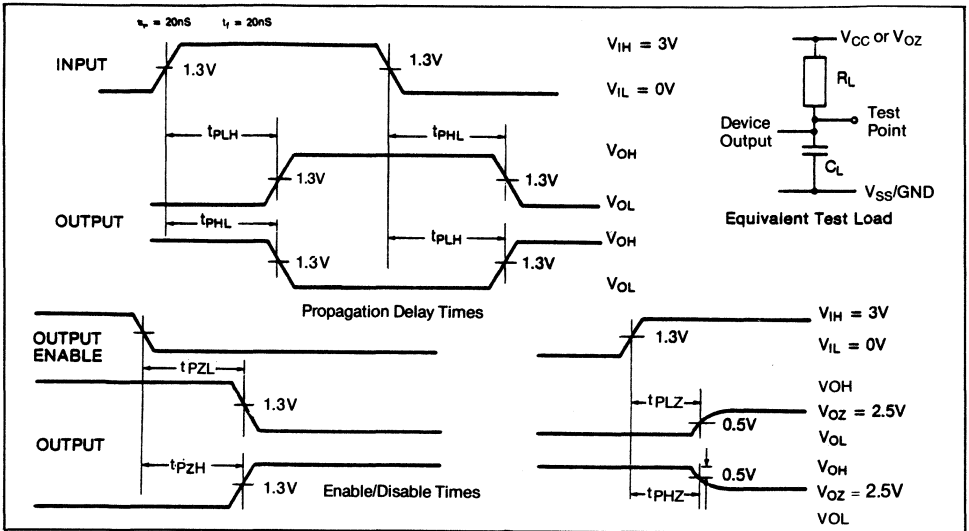 tr = 20nS tf = 20nS
INPUT
1.3V
1.3V
VIH = 3V
VIL = 0V
tPLH
tPHL
VOH
1.3V
1.3V
VOL
OUTPUT
tPHL
tPLH
VOH
1.3V
1.3V
VOL
Propagation Delay Times
VCC or VOZ
RL
Test
Point
Device
Output
CL
VSS/GND
Equivalent Test Load
OUTPUT
ENABLE
1.3V
VIH = 3V
VIL = 0V
tPZL
1.3V
tPLZ
0.5V
VOH
VOZ = 2.5V
VOL
OUTPUT
tPZH
1.3V
Enable/Disable Times
tPHZ
0.5V
VOH
VOZ = 2.5V
VOL